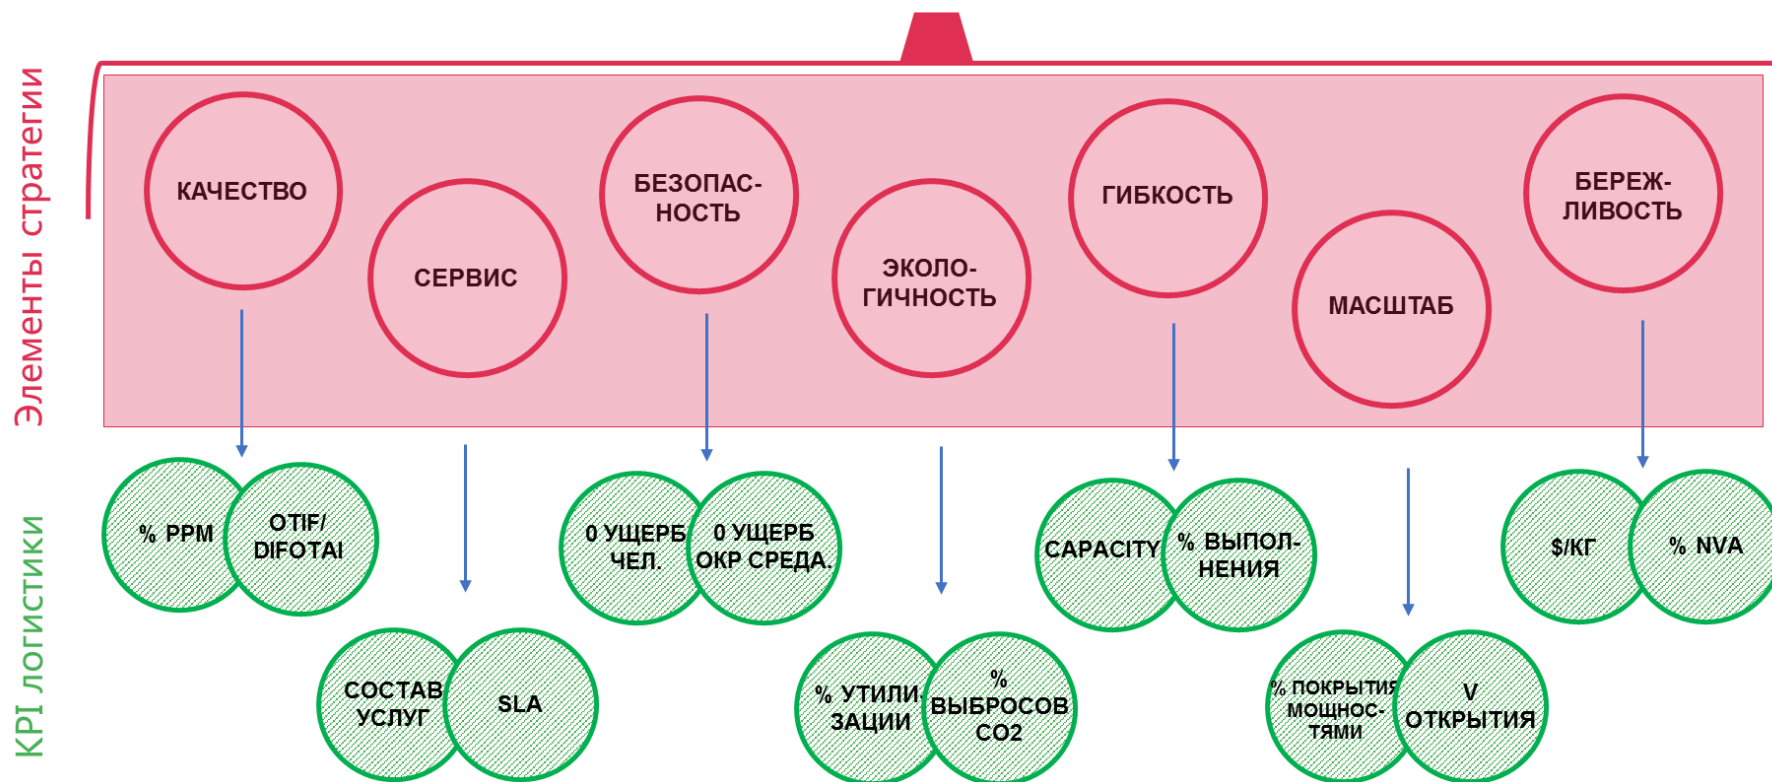 Элементы стратегии
КАЧЕСТВО
СЕРВИС
БЕЗОПАС-
НОСТЬ
ЭКОЛО-
ГИЧНОСТЬ
ГИБКОСТЬ
МАСШТАБ
БЕРЕЖ-
ЛИВОСТЬ
KPI логистики
% PPM
OTIF/
DIFOTAI
СОСТАВ
УСЛУГ
SLA
0 УЩЕРБ
ЧЕЛ.
0 УЩЕРБ
ОКР СРЕДА.
% УТИЛИ-
ЗАЦИИ
%
ВЫБРОСОВ
СО2
CAPACITY
% ВЫПОЛ-
НЕНИЯ
% ПОКРЫТИЯ
МОЩНОС-
ТЯМИ
V
ОТКРЫТИЯ
$/КГ
% NVA